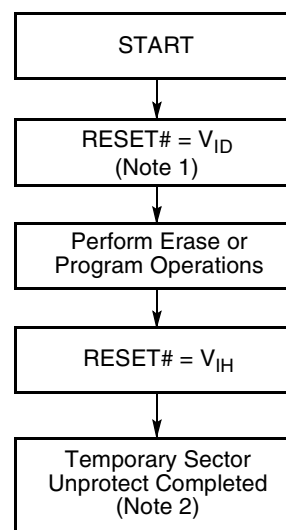 START
RESET# = VID
(Note 1)
Perform Erase or
Program Operations
RESET# = VIH
Temporary Sector
Unprotect Completed
(Note 2)